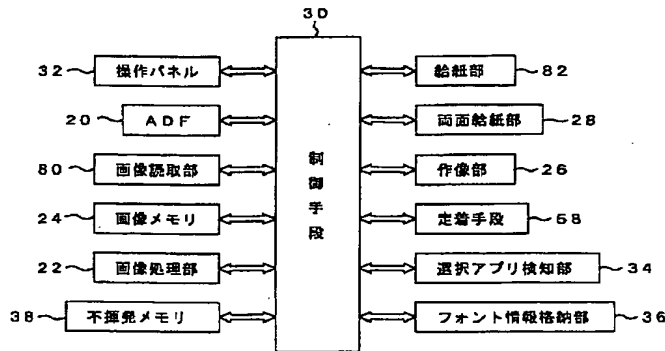 30
32 操作パネル
20 ADF
80 画像読取部
24 画像メモリ
22 画像処理部
38 不揮発メモリ
制御手段
給紙部 82
両面給紙部 28
作像部 26
定着手段 68
選択アプリ検知部 34
フォント情報格納部 36